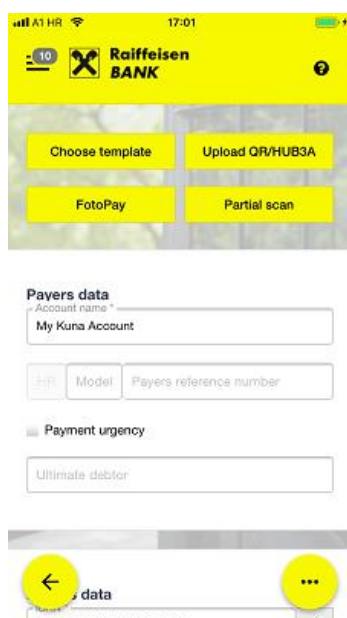 A1 HR 17:01
10
Raiffeisen
BANK
?
Choose template
Upload QR/HUB3A
FotoPay
Partial scan
Payers data
Account name *
My Kuna Account
HR
Model
Payers reference number
Payment urgency
Ultimate debtor
s data